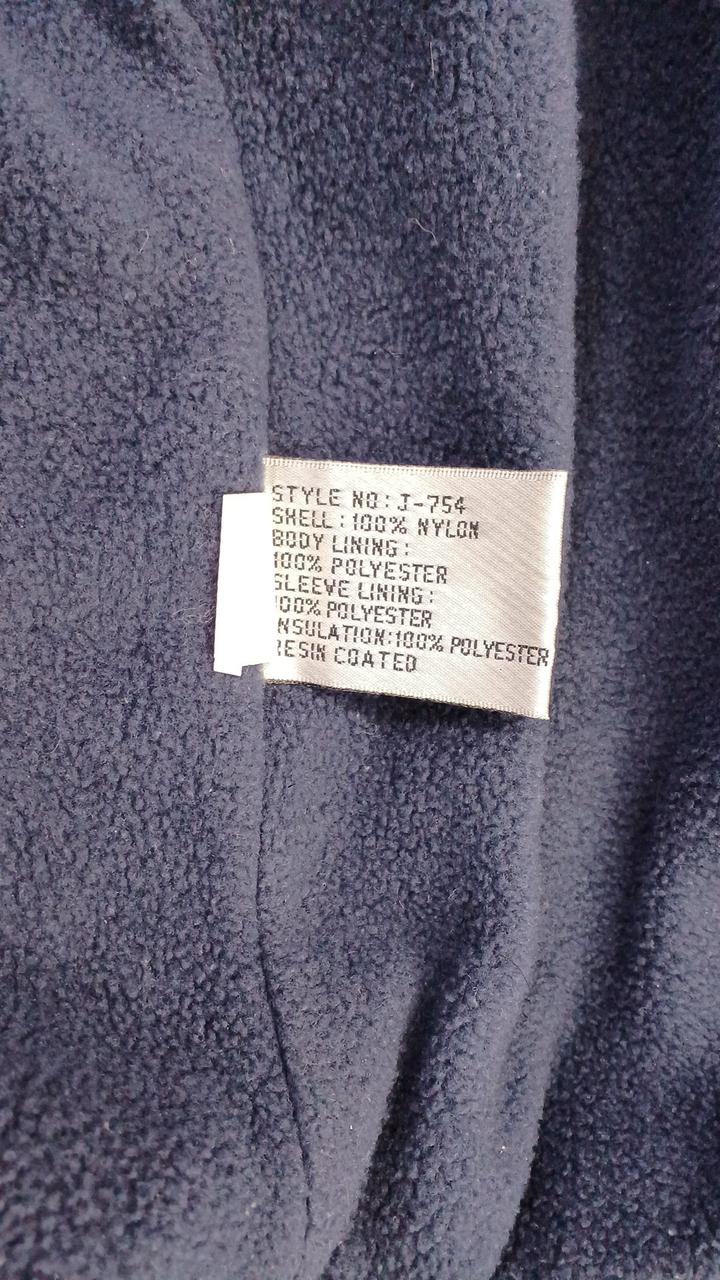 STYLE NO: J-754
SHELL: 100% NYLON
BODY LINING:
100% POLYESTER
SLEEVE LINING:
100% POLYESTER
INSULATION: 100% POLYESTER
RESIN COATED